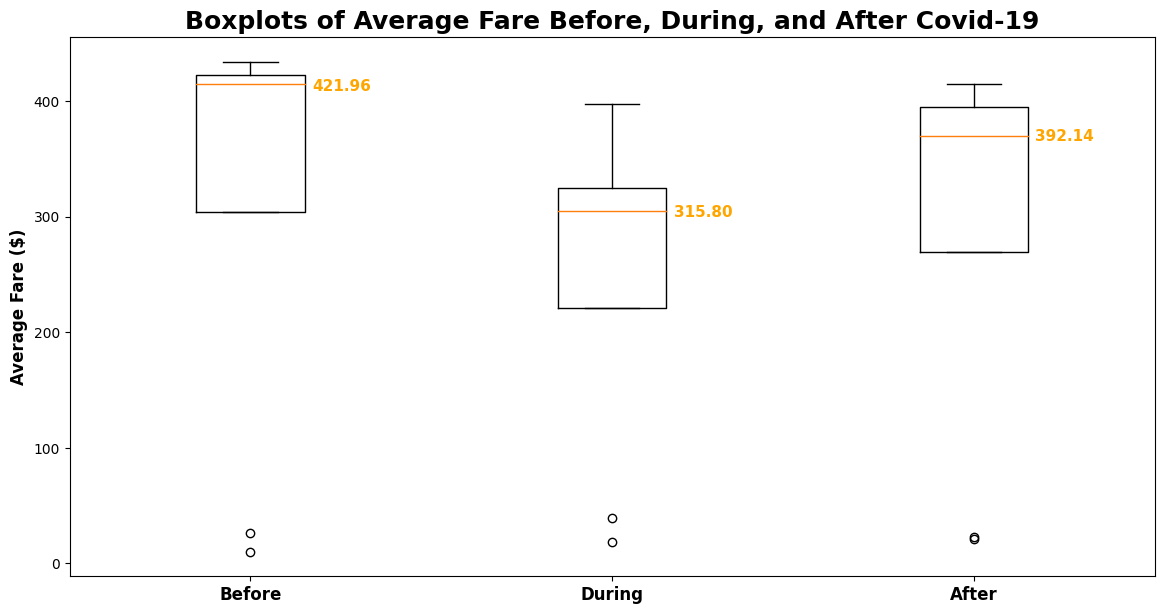 Boxplots of Average Fare Before, During, and After Covid-19
Average Fare ($)
400
300
200
100
0
421.96
315.80
392.14
Before
During
After